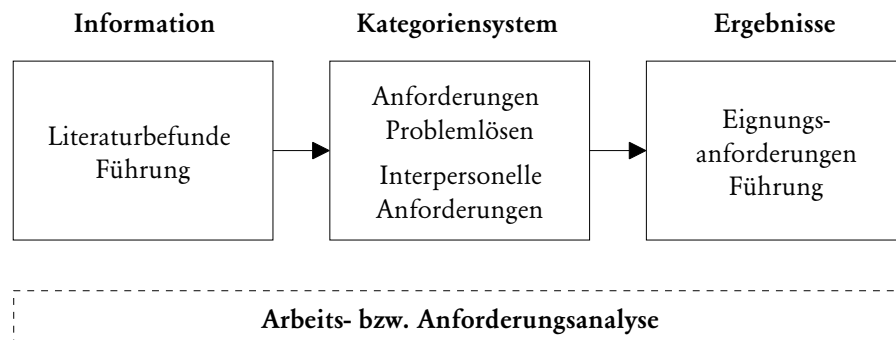 Information
Kategoriensystem
Ergebnisse
Literaturbefunde
Führung
Anforderungen
Problemlösen
Interpersonelle
Anforderungen
Eignungs-
anforderungen
Führung
Arbeits- bzw. Anforderungsanalyse